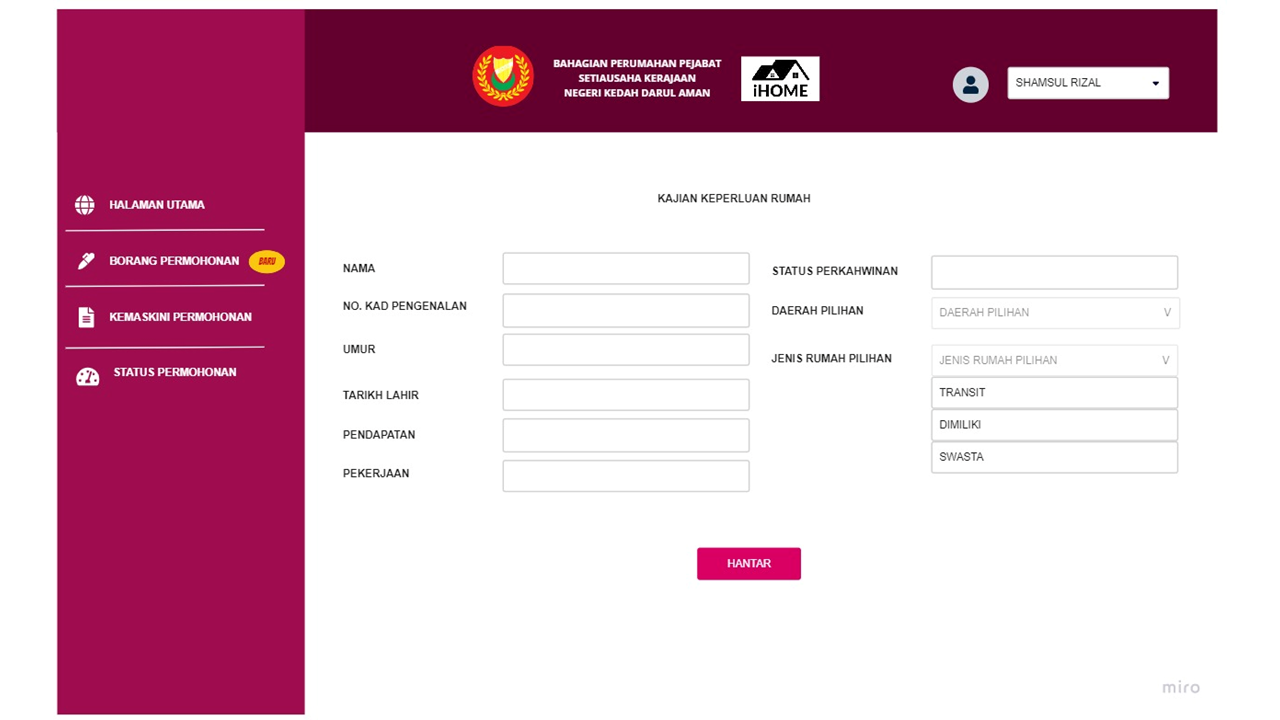 BAHAGIAN PERUMAHAN PEJABAT
SETIAUSAHA KERAJAAN
NEGERI KEDAH DARUL AMAN
iHOME
SHAMSUL RIZAL
HALAMAN UTAMA
BORANG PERMOHONAN BARU
KEMASKINI PERMOHONAN
STATUS PERMOHONAN
KAJIAN KEPERLUAN RUMAH
NAMA
NO. KAD PENGENALAN
UMUR
TARIKH LAHIR
PENDAPATAN
PEKERJAAN
STATUS PERKAHWINAN
DAERAH PILIHAN DAERAH PILIHAN V
JENIS RUMAH PILIHAN JENIS RUMAH PILIHAN V
TRANSIT
DIMILIKI
SWASTA
HANTAR
miro